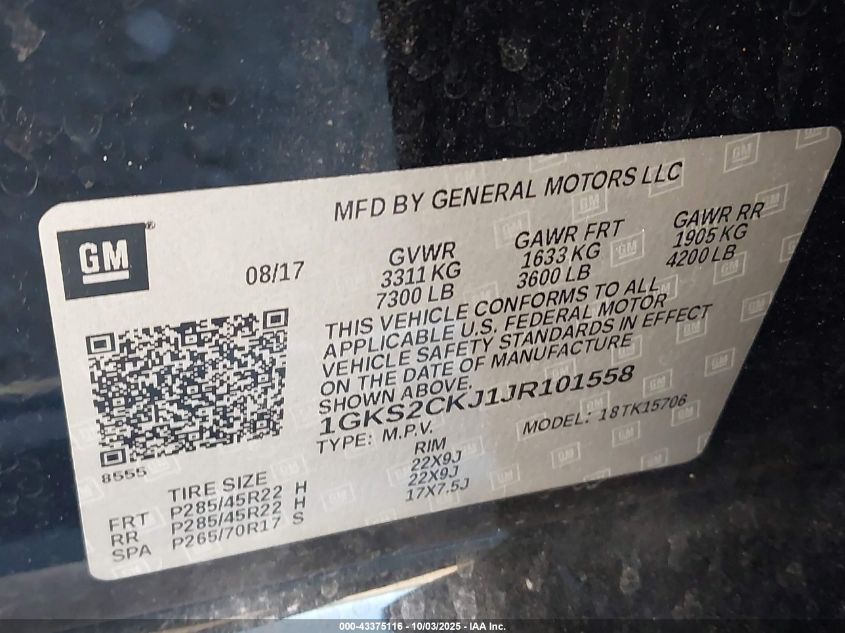 MFD BY GENERAL MOTORS LLC
GM ®
08/17
GVWR
3311 KG
7300 LB
GAWR FRT
1633 KG
3600 LB
GAWR RR
1905 KG
4200 LB
THIS VEHICLE CONFORMS TO ALL
APPLICABLE U.S. FEDERAL MOTOR
VEHICLE SAFETY STANDARDS IN EFFECT
ON THE DATE OF MANUFACTURE
SHOWN ABOVE.
1GKS2CKJ1JR101558
TYPE: M.P.V.
MODEL: 18TK15706
8555
TIRE SIZE RIM
FRT P285/45R22 H 22X9J
RR P285/45R22 H 22X9J
SPA P265/70R17 S 17X7.5J
000-43375116 - 10/03/2025 - IAA Inc.